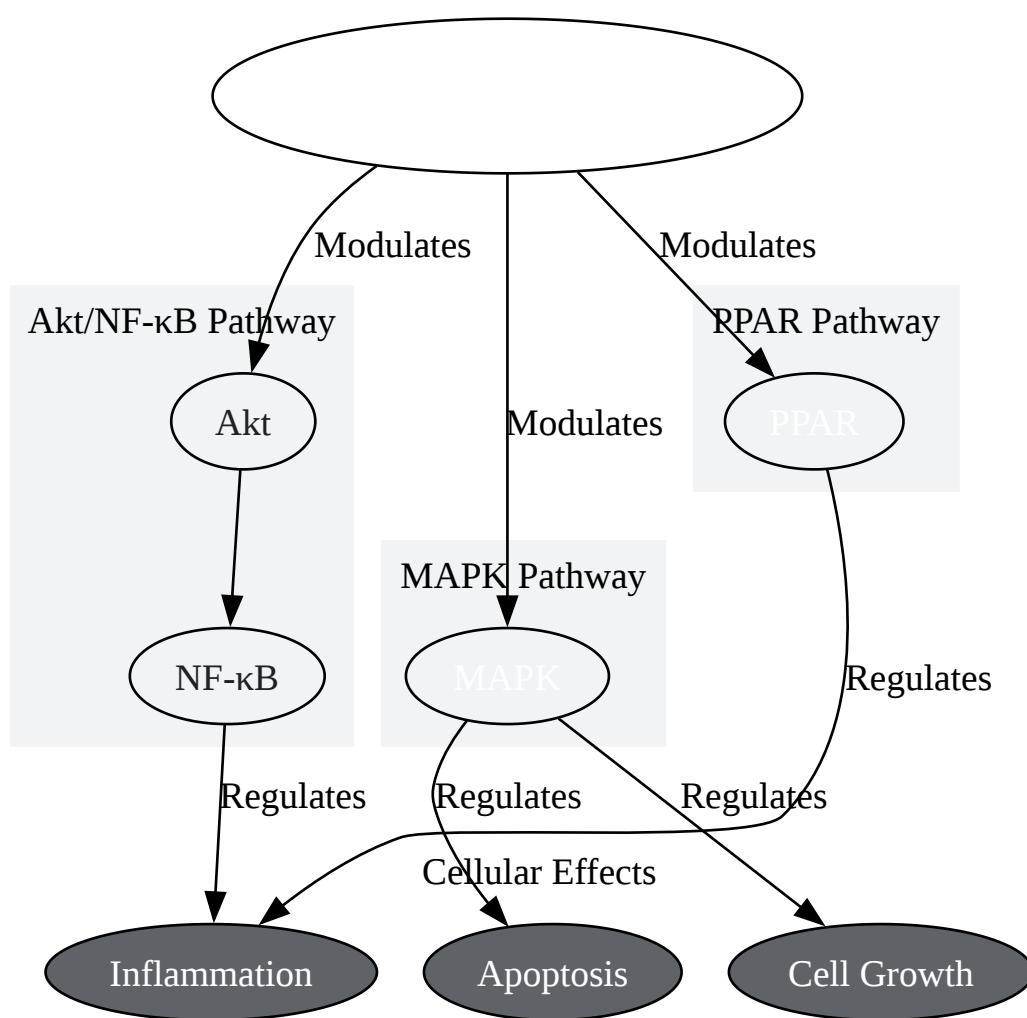 Modulates
Modulates
Akt/NF-κB Pathway
PPAR Pathway
Akt
Modulates
PPAR
MAPK Pathway
NF-κB
MAPK
Regulates
Regulates
Regulates
Regulates
Cellular Effects
Inflammation
Apoptosis
Cell Growth